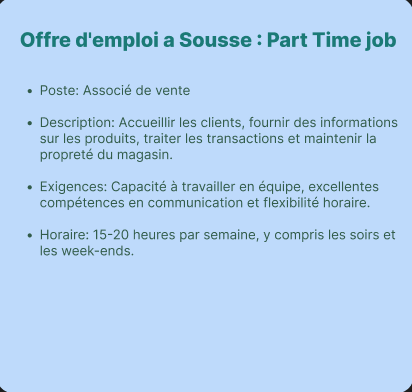 Offre d'emploi a Sousse : Part Time job
• Poste: Associé de vente
• Description: Accueillir les clients, fournir des informations
sur les produits, traiter les transactions et maintenir la
propreté du magasin.
• Exigences: Capacité à travailler en équipe, excellentes
compétences en communication et flexibilité horaire.
• Horaire: 15-20 heures par semaine, y compris les soirs et
les week-ends.